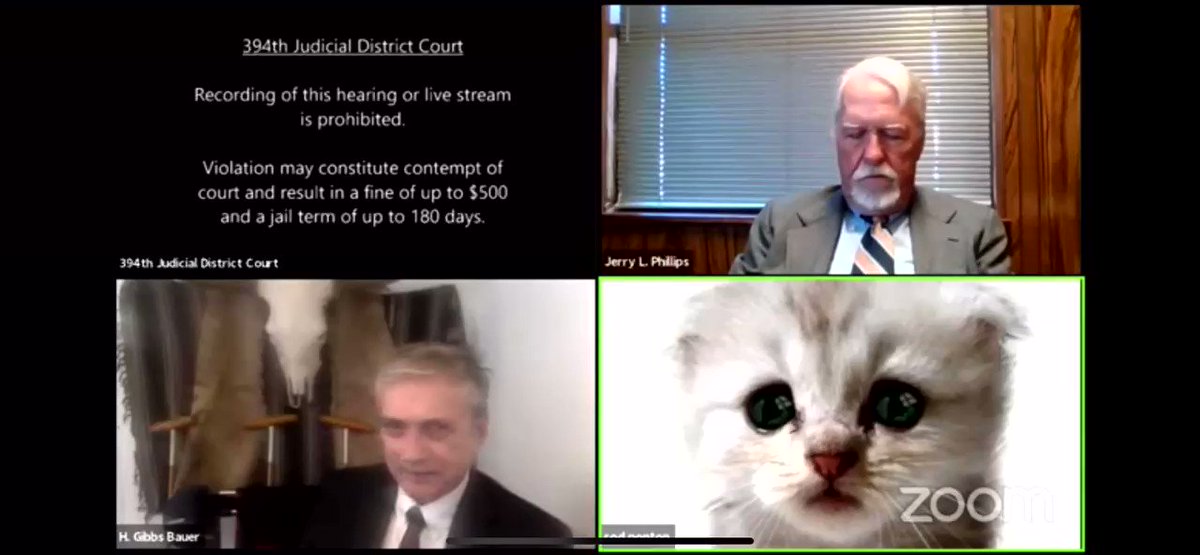 394th Judicial District Court
Recording of this hearing or live stream
is prohibited.
Violation may constitute contempt of
court and result in a fine of up to $500
and a jail term of up to 180 days.
394th Judicial District Court
Jerry L. Phillips
H. Gibbs Bauer
zoom